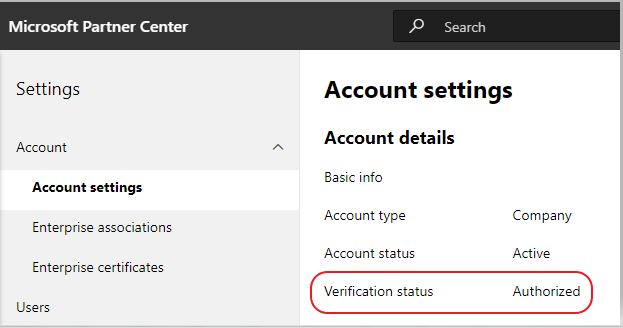 Microsoft Partner Center
Search
Settings
Account
Account settings
Enterprise associations
Enterprise certificates
Users
Account settings
Account details
Basic info
Account type Company
Account status Active
Verification status Authorized